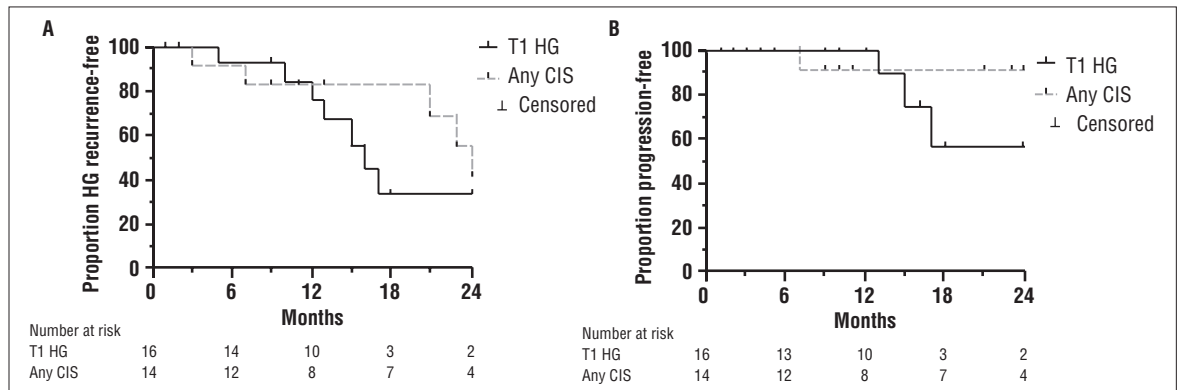 A
Proportion HG recurrence-free
100
80
60
40
20
0
0 6 12 18 24
Months
T1 HG
Any CIS
Censored
Number at risk
T1 HG 16 14 10 3 2
Any CIS 14 12 8 7 4
B
Proportion progression-free
100
80
60
40
20
0
0 6 12 18 24
Months
T1 HG
Any CIS
Censored
Number at risk
T1 HG 16 13 10 3 2
Any CIS 14 12 8 7 4